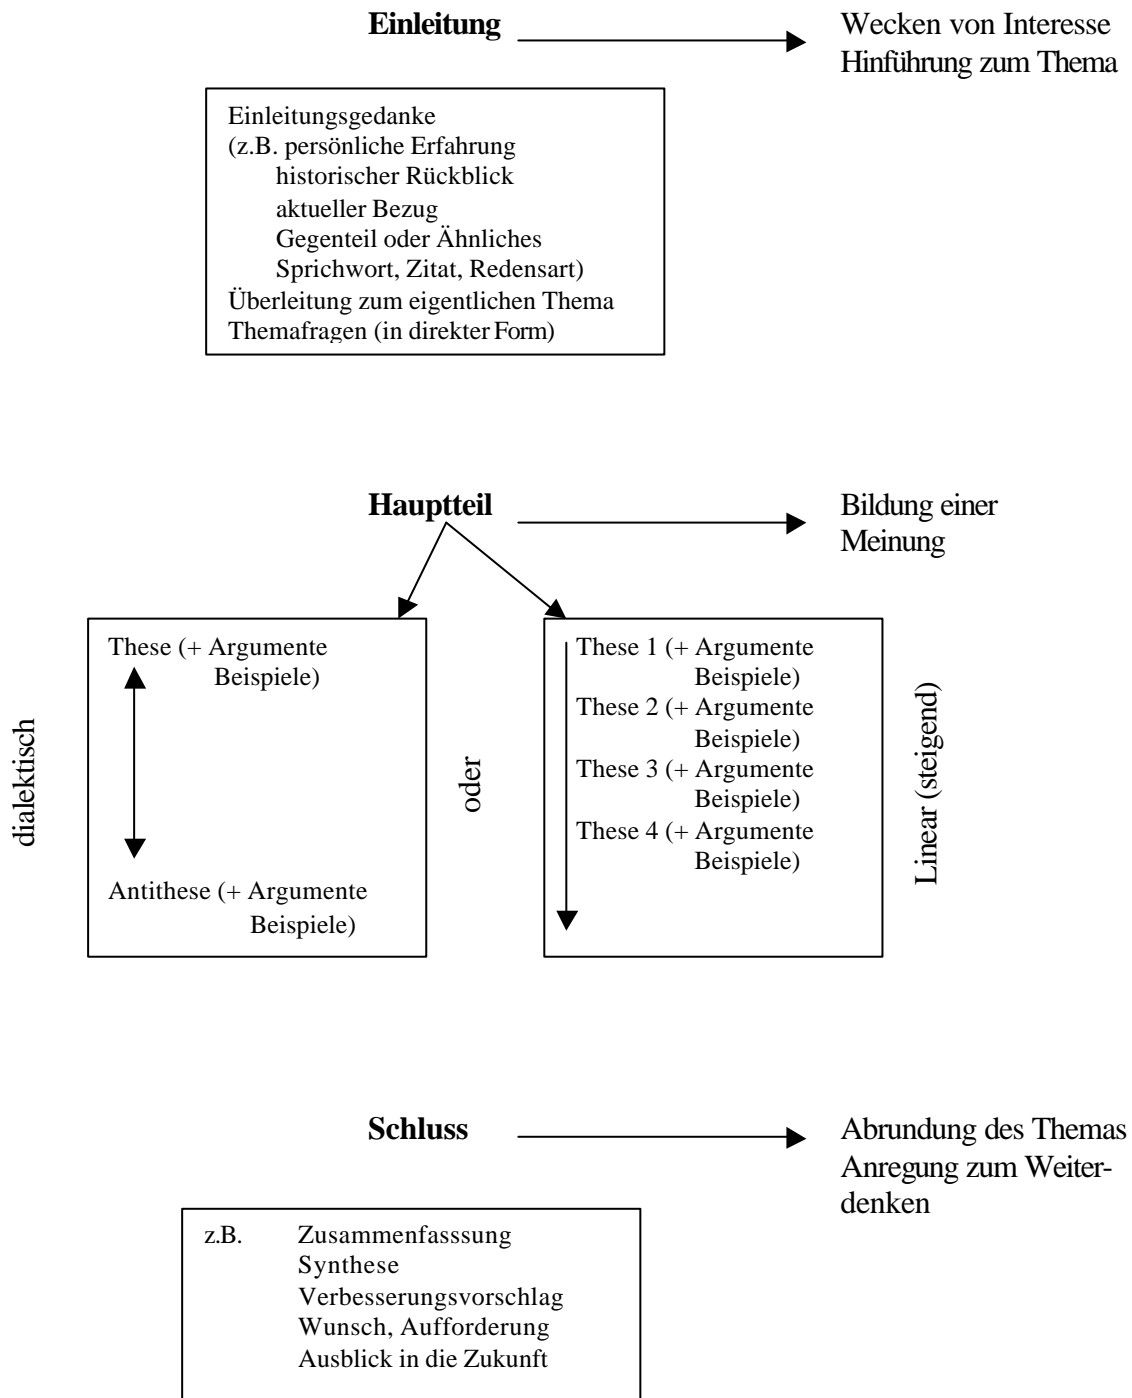 Einleitung
Wecken von Interesse
Hinführung zum Thema
Einleitungsgedanke
(z.B. persönliche Erfahrung
historischer Rückblick
aktueller Bezug
Gegenteil oder Ähnliches
Sprichwort, Zitat, Redensart)
Überleitung zum eigentlichen Thema
Themafragen (in direkter Form)
Hauptteil
Bildung einer
Meinung
dialektisch
These (+ Argumente
Beispiele)
Antithese (+ Argumente
Beispiele)
oder
These 1 (+ Argumente
Beispiele)
These 2 (+ Argumente
Beispiele)
These 3 (+ Argumente
Beispiele)
These 4 (+ Argumente
Beispiele)
Linear (steigend)
Schluss
Abrundung des Themas
Anregung zum Weiter-
denken
z.B. Zusammenfasssung
Synthese
Verbesserungsvorschlag
Wunsch, Aufforderung
Ausblick in die Zukunft